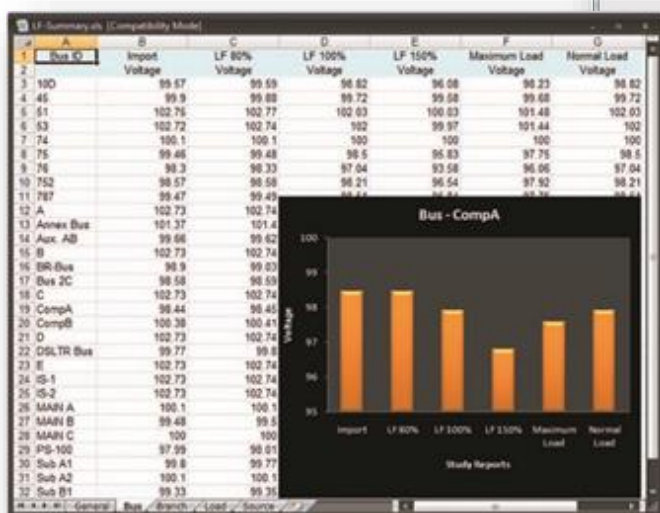 LF-Summary.xls [Compatibility Mode]
A B C D E F G
1 Bus ID Import LF 80% LF 100% LF 150% Maximum Load Normal Load
2 Voltage Voltage Voltage Voltage Voltage Voltage
3 10D 99.57 99.59 98.82 96.08 98.23 98.82
4 45 99.9 99.88 99.72 99.58 99.68 99.72
5 51 102.75 102.77 102.03 100.03 101.48 102.03
6 53 102.72 102.74 102 99.97 101.44 102
7 74 100.1 100.1 100 100 100 100
8 75 99.46 99.48 98.5 95.83 97.75 98.5
9 76 98.3 98.33 97.04 93.58 96.06 97.04
10 752 98.57 98.58 98.21 96.54 97.92 98.21
11 787 99.47 99.49
12 A 102.73 102.74
13 Annex Bus 101.37 101.4
14 Aux. AB 99.66 99.62
15 B 102.73 102.74
16 BR-Bus 98.9 99.03
17 Bus 2C 98.58 98.59
18 C 102.73 102.74
19 CompA 98.44 98.45
20 CompB 100.38 100.41
21 D 102.73 102.74
22 DSLTR Bus 99.77 99.8
23 E 102.73 102.74
24 IS-1 102.73 102.74
25 IS-2 102.73 102.74
26 MAIN A 100.1 100.1
27 MAIN B 99.48 99.5
28 MAIN C 100 100
29 PS-100 97.99 98.01
30 Sub A1 99.8 99.77
31 Sub A2 100.1 100.1
32 Sub B1 99.33 99.35
General Bus Branch Load Source
Bus - CompA
100
99
98
97
96
95
Voltage
Import LF 80% LF 100% LF 150% Maximum Load Normal Load
Study Reports